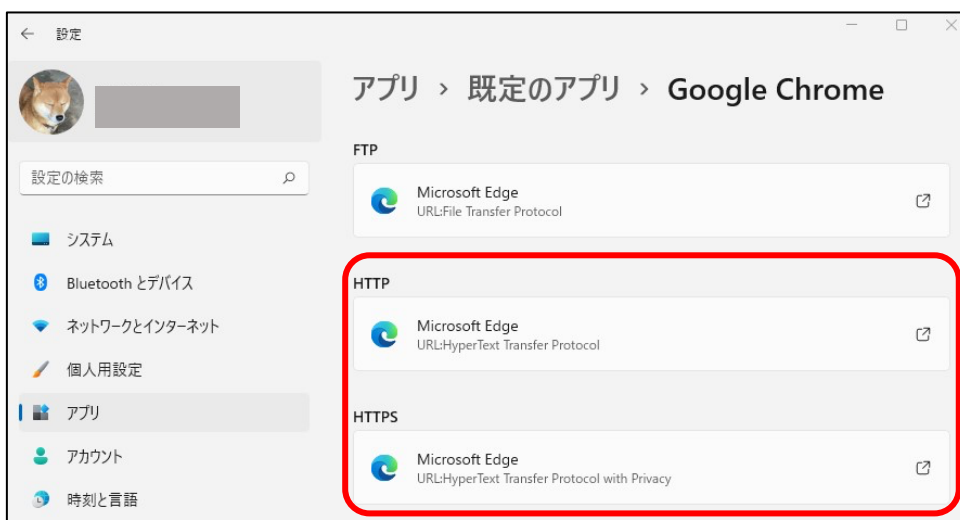 ← 設定
アプリ › 既定のアプリ › Google Chrome
設定の検索
システム
Bluetooth とデバイス
ネットワークとインターネット
個人用設定
アプリ
アカウント
時刻と言語
FTP
Microsoft Edge
URL:File Transfer Protocol
HTTP
Microsoft Edge
URL:HyperText Transfer Protocol
HTTPS
Microsoft Edge
URL:HyperText Transfer Protocol with Privacy